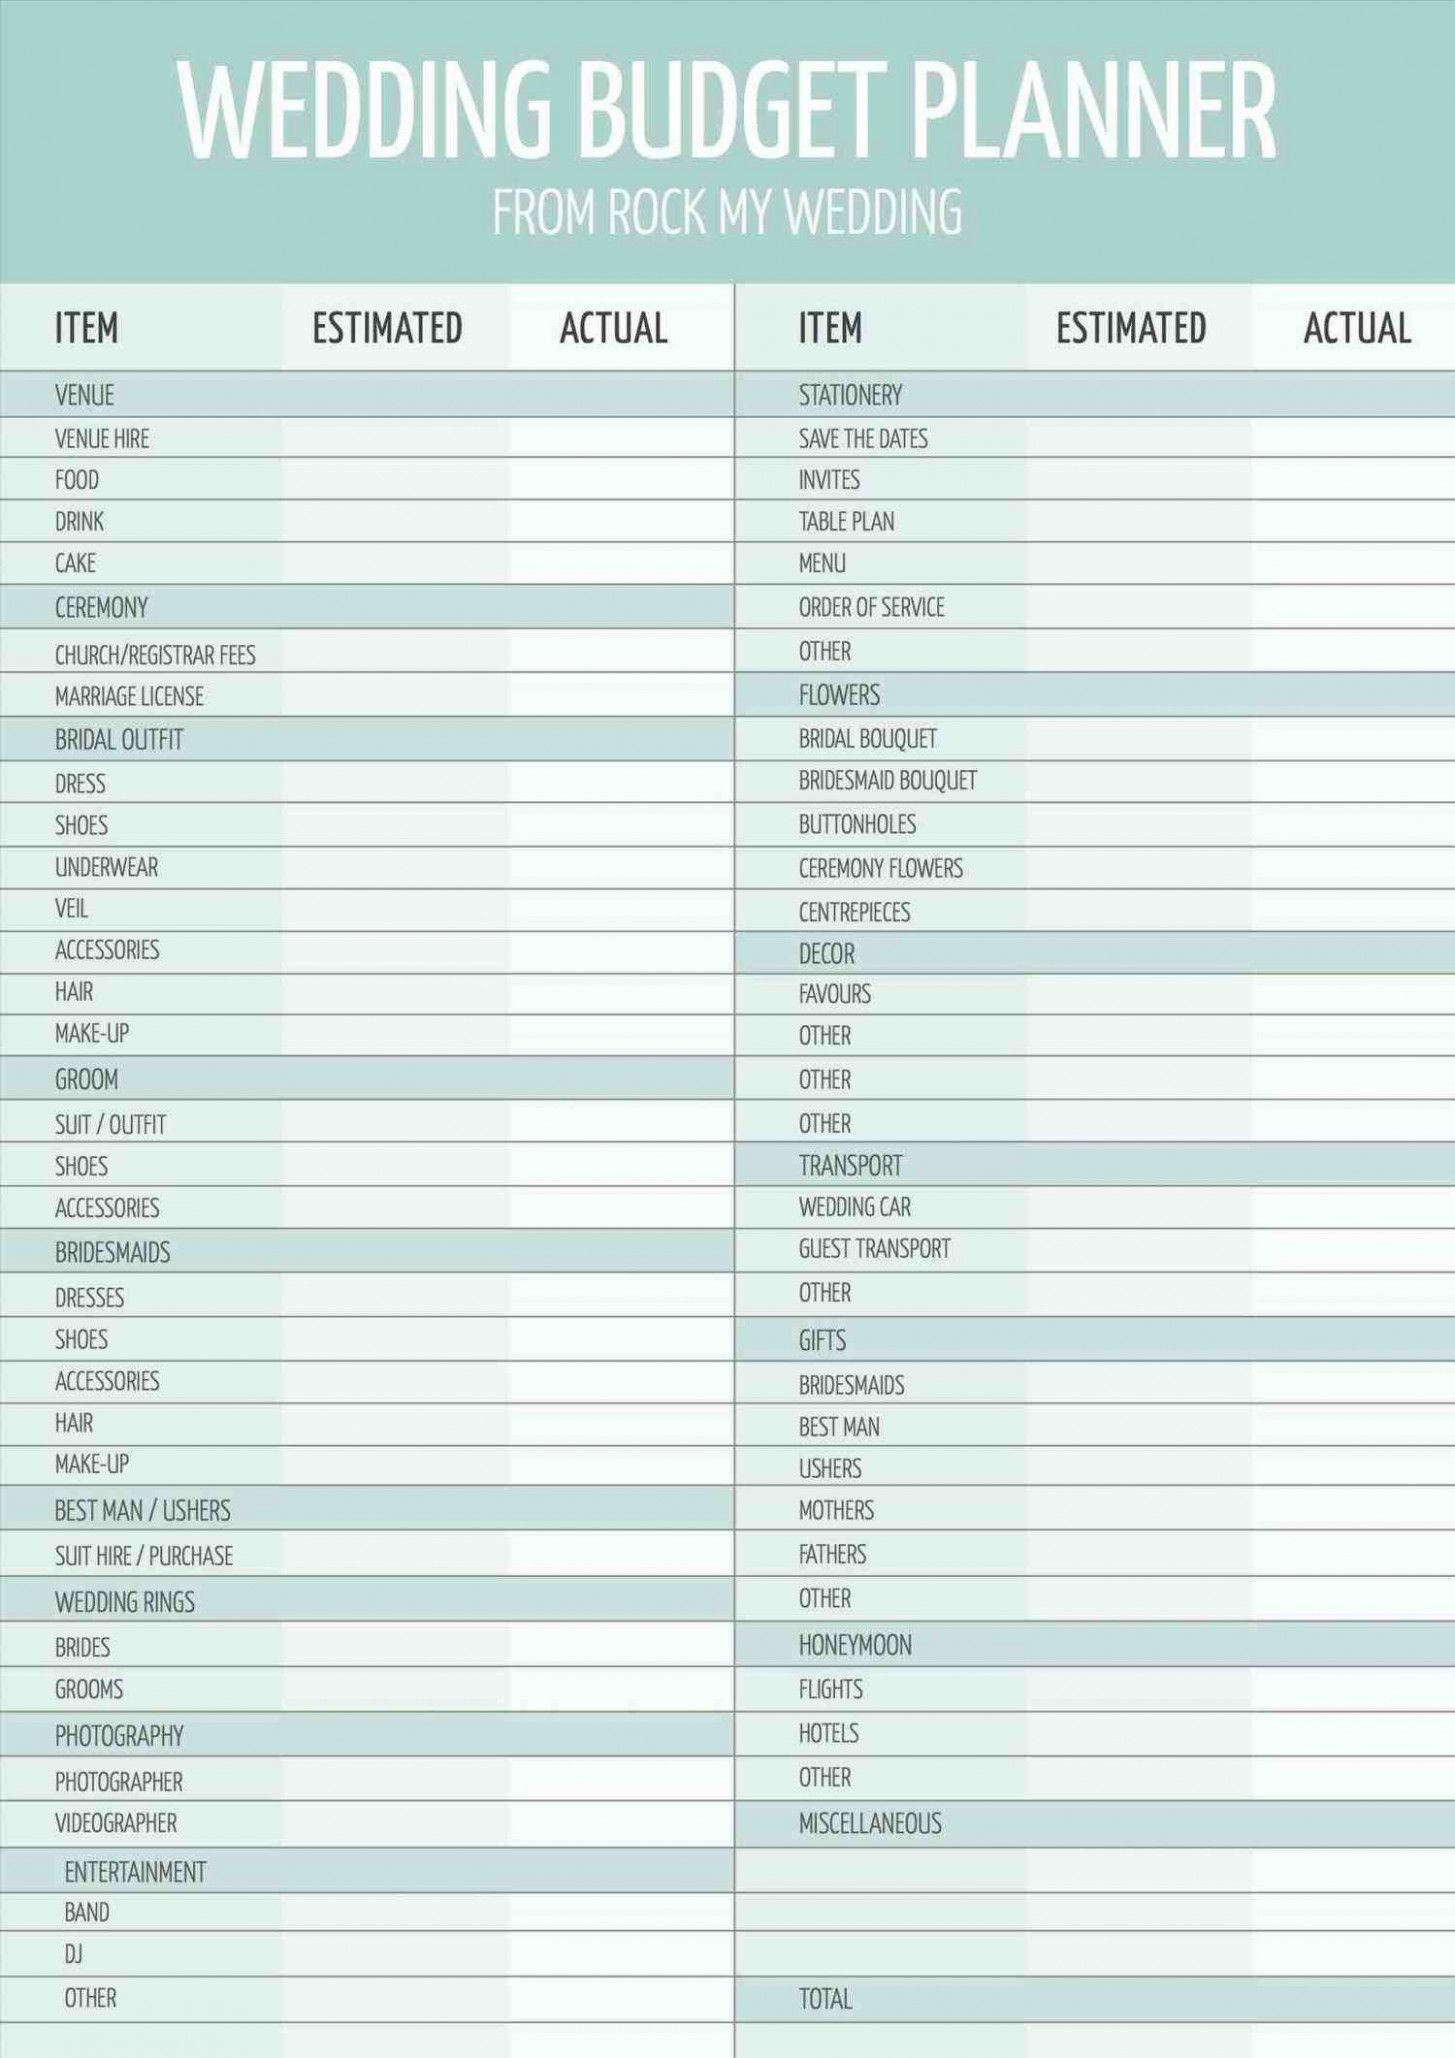 WEDDING BUDGET PLANNER
FROM ROCK MY WEDDING
ITEM ESTIMATED ACTUAL
VENUE
VENUE HIRE
FOOD
DRINK
CAKE
CEREMONY
CHURCH/REGISTRAR FEES
MARRIAGE LICENSE
BRIDAL OUTFIT
DRESS
SHOES
UNDERWEAR
VEIL
ACCESSORIES
HAIR
MAKE-UP
GROOM
SUIT / OUTFIT
SHOES
ACCESSORIES
BRIDESMAIDS
DRESSES
SHOES
ACCESSORIES
HAIR
MAKE-UP
BEST MAN / USHERS
SUIT HIRE / PURCHASE
WEDDING RINGS
BRIDES
GROOMS
PHOTOGRAPHY
PHOTOGRAPHER
VIDEOGRAPHER
ENTERTAINMENT
BAND
DJ
OTHER
ITEM ESTIMATED ACTUAL
STATIONERY
SAVE THE DATES
INVITES
TABLE PLAN
MENU
ORDER OF SERVICE
OTHER
FLOWERS
BRIDAL BOUQUET
BRIDESMAID BOUQUET
BUTTONHOLES
CEREMONY FLOWERS
CENTREPIECES
DECOR
FAVOURS
OTHER
OTHER
OTHER
TRANSPORT
WEDDING CAR
GUEST TRANSPORT
OTHER
GIFTS
BRIDESMAIDS
BEST MAN
USHERS
MOTHERS
FATHERS
OTHER
HONEYMOON
FLIGHTS
HOTELS
OTHER
MISCELLANEOUS
TOTAL